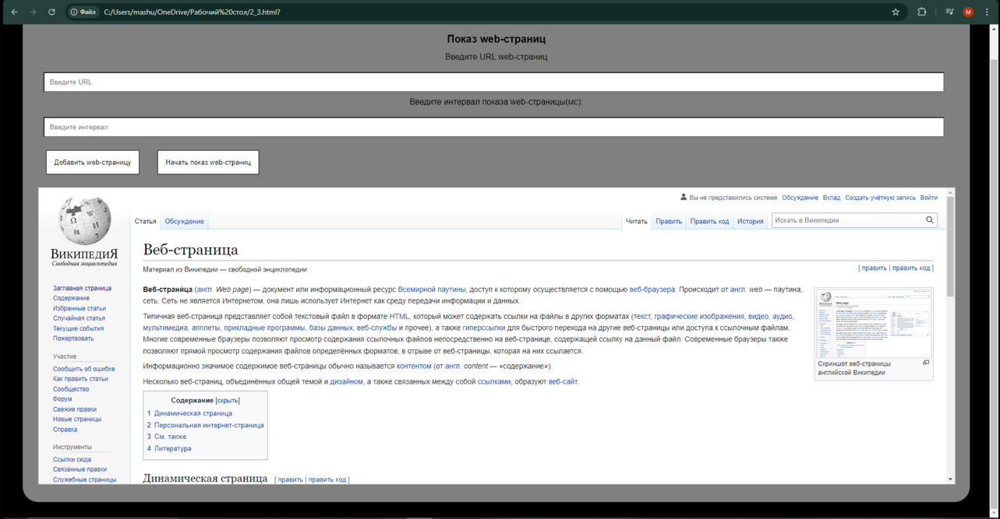 Файл
C:/Users/mashu/OneDrive/Рабочий%20стол/2_3.html?
M
Показ web-страниц
Введите URL web-страниц
Введите URL
Введите интервал показа web-страницы(мс):
Введите интервал
Добавить web-страницу
Начать показ web-страниц
Вы не представились системе Обсуждение Вклад Создать учётную запись Войти
Статья Обсуждение Читать Править Править код История Искать в Википедии
ВикипедиЯ
Свободная энциклопедия
Заглавная страница
Содержание
Избранные статьи
Случайная статья
Текущие события
Пожертвовать
Участие
Сообщить об ошибке
Как править статьи
Сообщество
Форум
Свежие правки
Новые страницы
Справка
Инструменты
Ссылки сюда
Связанные правки
Служебные страницы
Веб-страница
Материал из Википедии — свободной энциклопедии
[ править | править код ]
Веб-страни́ца (англ. Web page) — документ или информационный ресурс Всемирной паутины, доступ к которому осуществляется с помощью веб-браузера. Происходит от англ. web — паутина,
сеть. Сеть не является Интернетом, она лишь использует Интернет как среду передачи информации и данных.
Типичная веб-страница представляет собой текстовый файл в формате HTML, который может содержать ссылки на файлы в других форматах (текст, графические изображения, видео, аудио,
мультимедиа, апплеты, прикладные программы, базы данных, веб-службы и прочее), а также гиперссылки для быстрого перехода на другие веб-страницы или доступа к ссылочным файлам.
Многие современные браузеры позволяют просмотр содержания ссылочных файлов непосредственно на веб-странице, содержащей ссылку на данный файл. Современные браузеры также
позволяют прямой просмотр содержания файлов определённых форматов, в отрыве от веб-страницы, которая на них ссылается.
Информационно значимое содержимое веб-страницы обычно называется контентом (от англ. content — «содержание»).
Несколько веб-страниц, объединённых общей темой и дизайном, а также связанных между собой ссылками, образуют веб-сайт.
Скриншот веб-страницы
английской Википедии
Содержание [скрыть]
1 Динамическая страница
2 Персональная интернет-страница
3 См. также
4 Литература
Динамическая страница [ править | править код ]